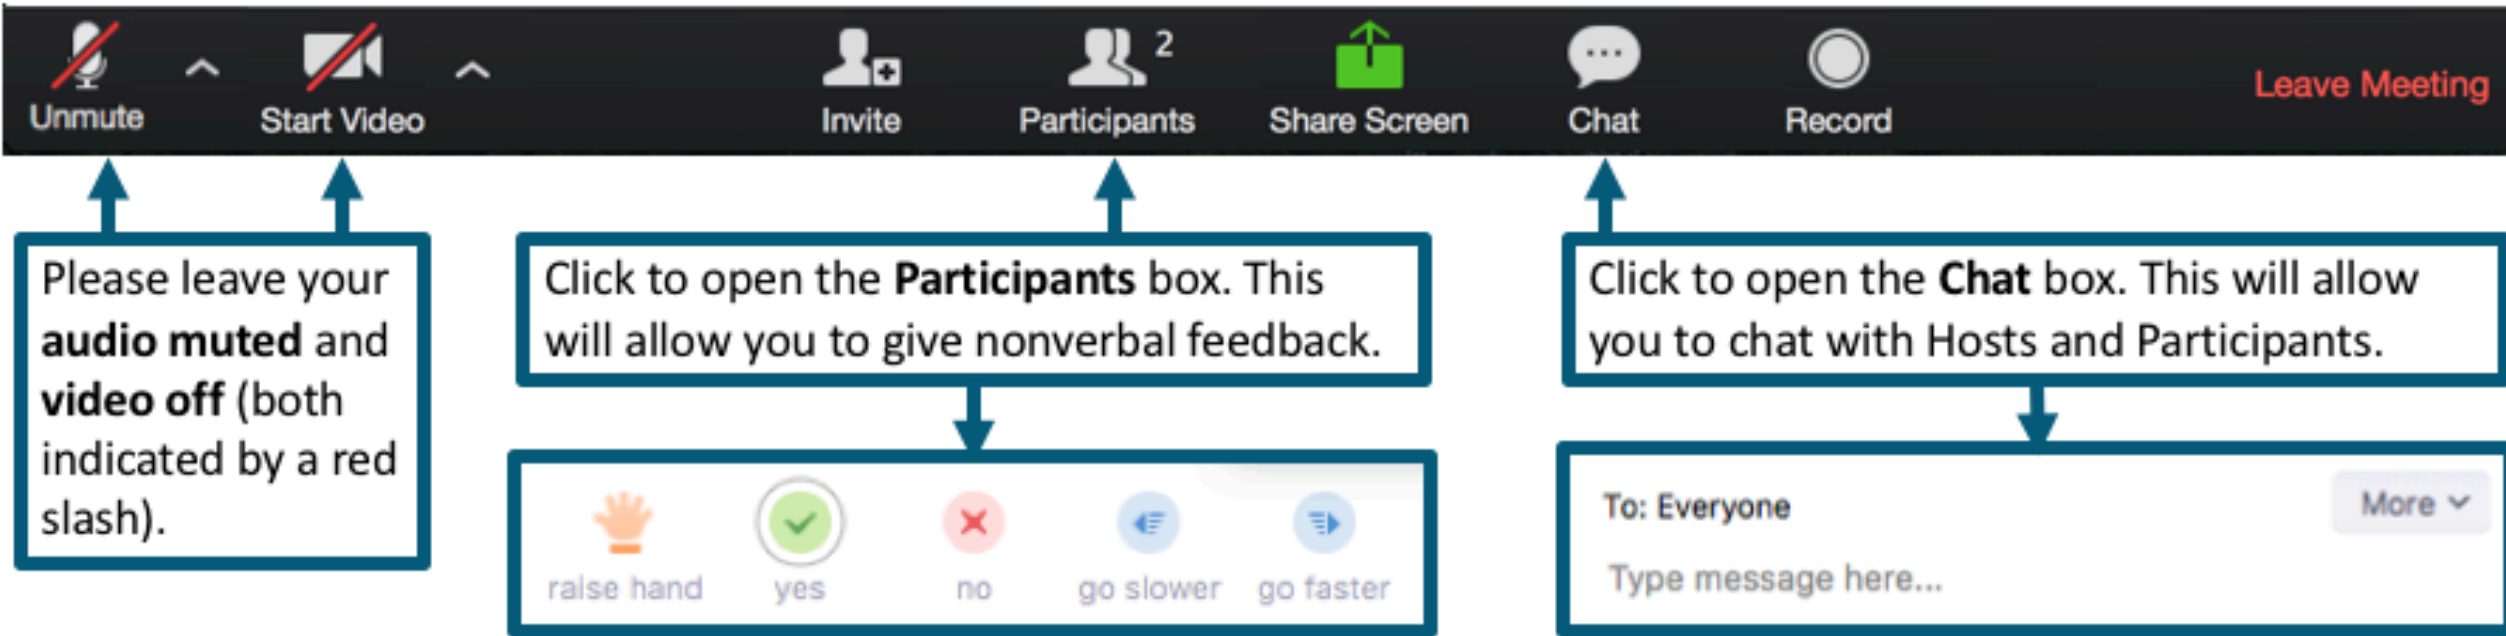 2
Unmute
Start Video
Invite
Participants
Share Screen
Chat
Record
Leave Meeting
Please leave your
audio muted and
video off (both
indicated by a red
slash).
Click to open the Participants box. This
will allow you to give nonverbal feedback.
Click to open the Chat box. This will allow
you to chat with Hosts and Participants.
raise hand
yes
no
go slower
go faster
To: Everyone
More
Type message here...